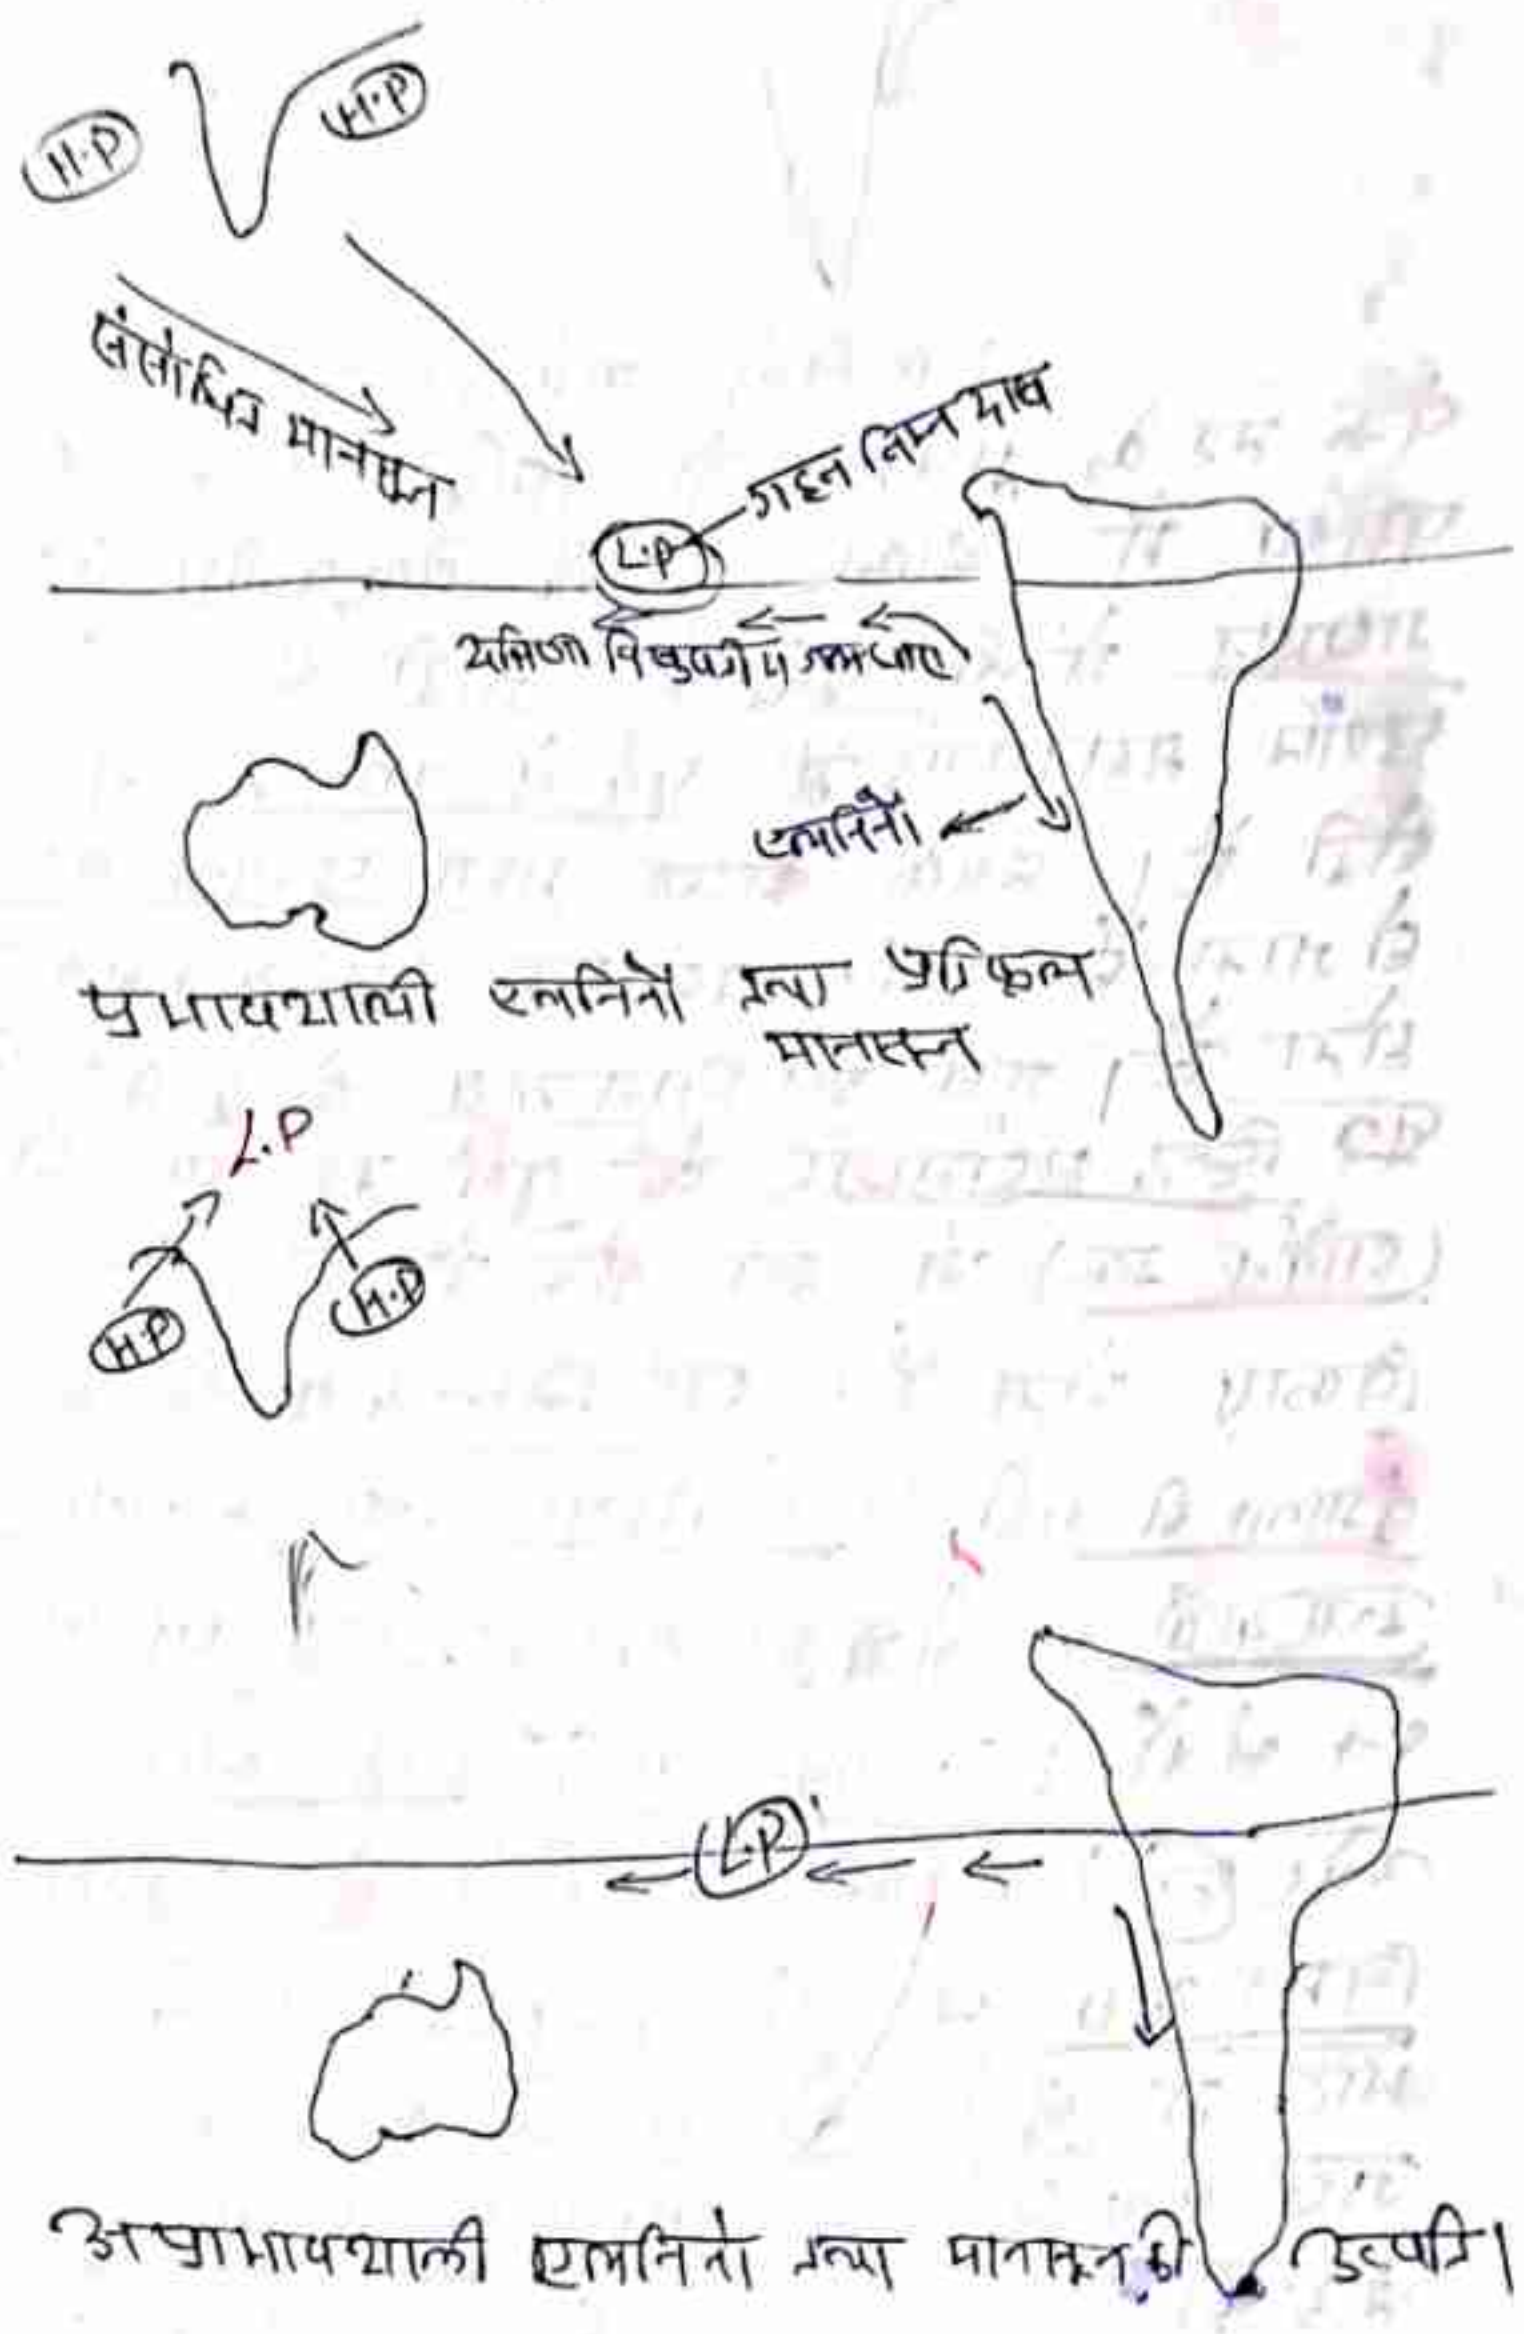 H.P
H.P
संसोधित मानसून
गहन निम्न दाब
L.P
दक्षिणी विषुवतीय जलधारा
एलनिनो
प्रभावशाली एलनिनो तथा प्रतिकूल
मानसून
L.P
H.P
H.P
L.P
अप्रभावशाली एलनिनो तथा मानसून की उत्पत्ति।